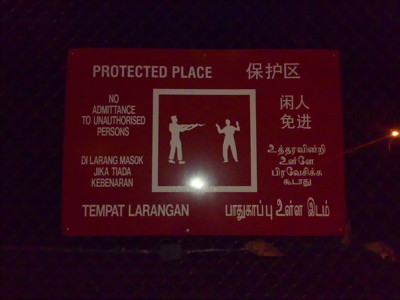 PROTECTED PLACE
保护区
NO
ADMITTANCE
TO UNAUTHORISED
PERSONS
闲人
免进
DI LARANG MASOK
JIKA TIADA
KEBENARAN
உத்தரவின்றி
உள்ளே
பிரவேசிக்க
கூடாது
TEMPAT LARANGAN
பாதுகாப்பு உள்ள இடம்